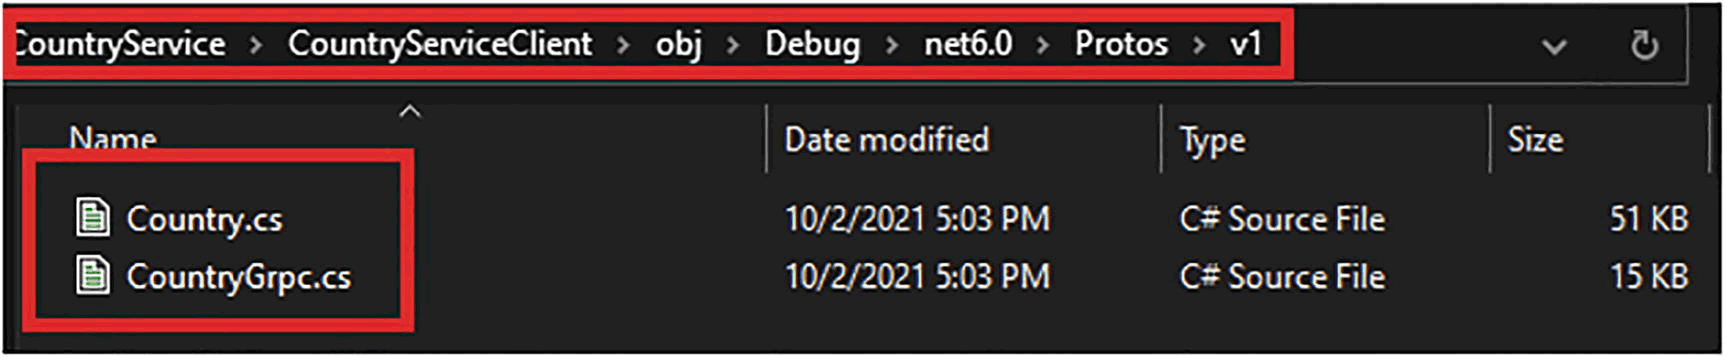 CountryService > CountryServiceClient > obj > Debug > net6.0 > Protos > v1
Name Date modified Type Size
Country.cs 10/2/2021 5:03 PM C# Source File 51 KB
CountryGrpc.cs 10/2/2021 5:03 PM C# Source File 15 KB